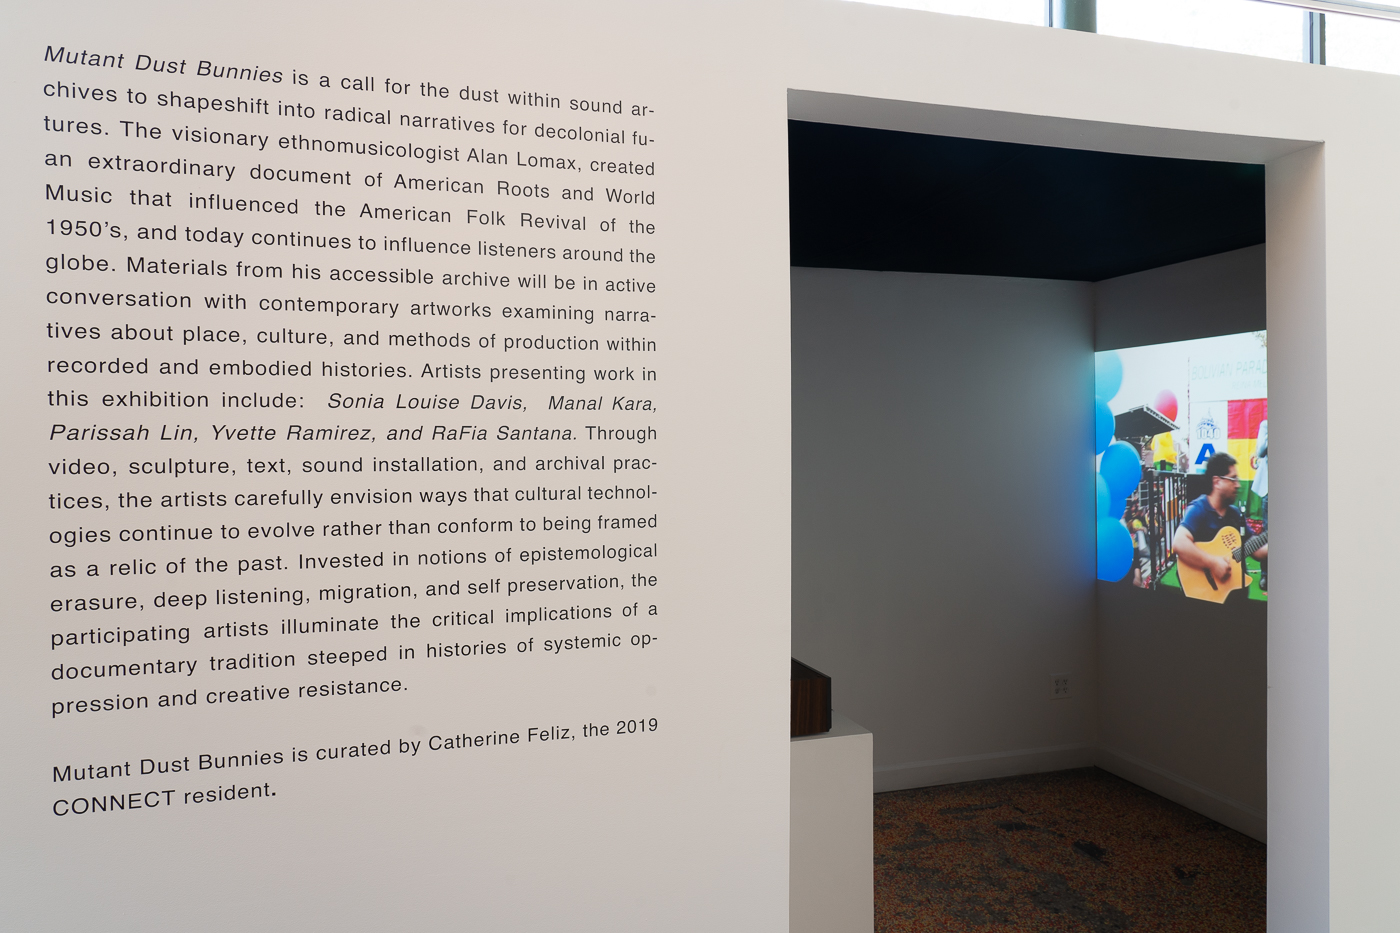 Mutant Dust Bunnies is a call for the dust within sound ar-
chives to shapeshift into radical narratives for decolonial fu-
tures. The visionary ethnomusicologist Alan Lomax, created
an extraordinary document of American Roots and World
Music that influenced the American Folk Revival of the
1950's, and today continues to influence listeners around the
globe. Materials from his accessible archive will be in active
conversation with contemporary artworks examining narra-
tives about place, culture, and methods of production within
recorded and embodied histories. Artists presenting work in
this exhibition include: Sonia Louise Davis, Manal Kara,
Parissah Lin, Yvette Ramirez, and RaFia Santana. Through
video, sculpture, text, sound installation, and archival prac-
tices, the artists carefully envision ways that cultural technol-
ogies continue to evolve rather than conform to being framed
as a relic of the past. Invested in notions of epistemological
erasure, deep listening, migration, and self preservation, the
participating artists illuminate the critical implications of a
documentary tradition steeped in histories of systemic op-
pression and creative resistance.
Mutant Dust Bunnies is curated by Catherine Feliz, the 2019
CONNECT resident.
BOLIVIAN PARAD
A